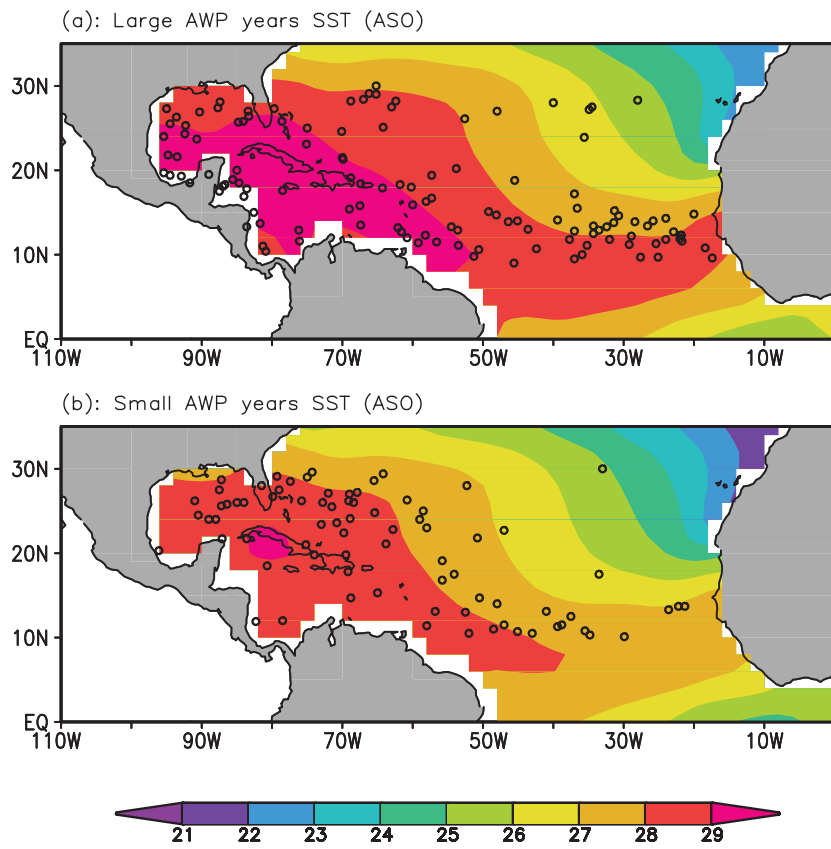 (a): Large AWP years SST (ASO)
30N
20N
10N
EQ
110W 90W 70W 50W 30W 10W
(b): Small AWP years SST (ASO)
30N
20N
10N
EQ
110W 90W 70W 50W 30W 10W
21 22 23 24 25 26 27 28 29